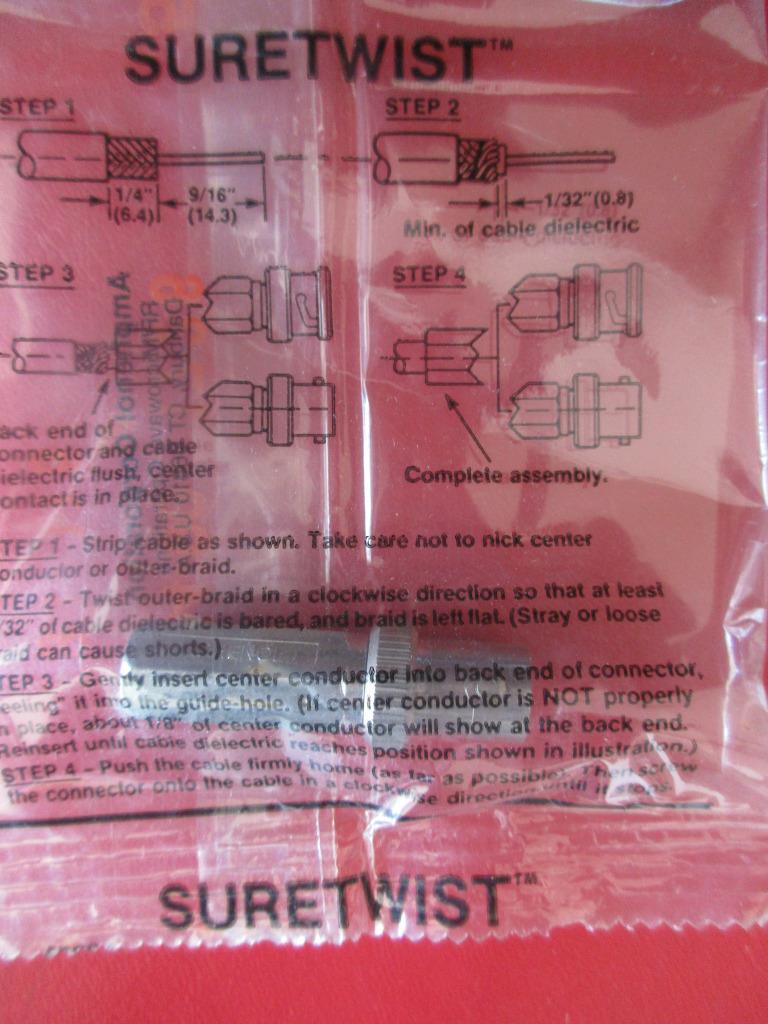 SURETWIST™
STEP 1
STEP 2
1/4"
(6.4)
9/16"
(14.3)
1/32"(0.8)
Min. of cable dielectric
STEP 3
STEP 4
ack end of
onnector and cable
ielectric flush, center
ontact is in place.
Complete assembly.
TEP 1 - Strip cable as shown. Take care not to nick center
onductor or outer-braid.
TEP 2 - Twist outer-braid in a clockwise direction so that at least
/32" of cable dielectric is bared, and braid is left flat. (Stray or loose
raid can cause shorts.)
TEP 3 - Gently insert center conductor into back end of connector,
eeling" it into the guide-hole. (If center conductor is NOT properly
n place, about 1/8" of center conductor will show at the back end.
Reinsert until cable dielectric reaches position shown in illustration.)
STEP 4 - Push the cable firmly home (as far as possible). Then screw
the connector onto the cable in a clockwise direction until it stops.
SURETWIST™
Amphenol
Danbury, CT